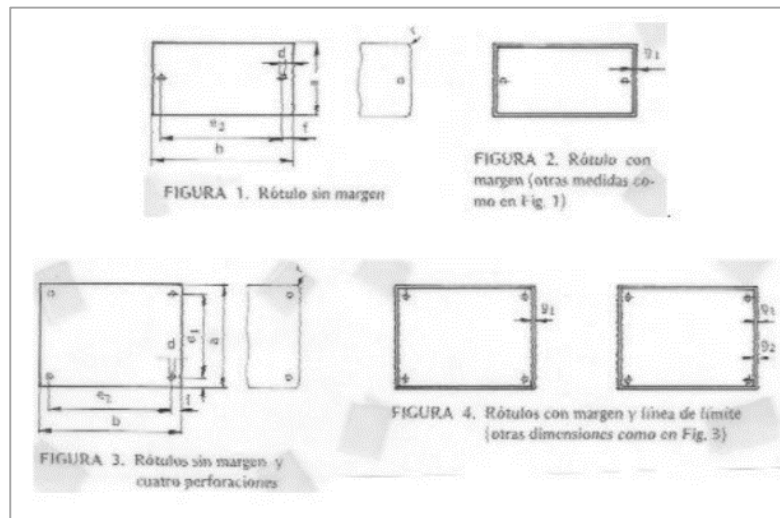 d
a
r
e₂
f
b
FIGURA 1. Rótulo sin margen
g₁
FIGURA 2. Rótulo con
margen (otras medidas co-
mo en Fig. 1)
r
e₁
a
d
e₂
f
f
b
FIGURA 3. Rótulos sin margen y
cuatro perforaciones
g₁
g₁
g₂
FIGURA 4. Rótulos con margen y línea de límite
(otras dimensiones como en Fig. 3)